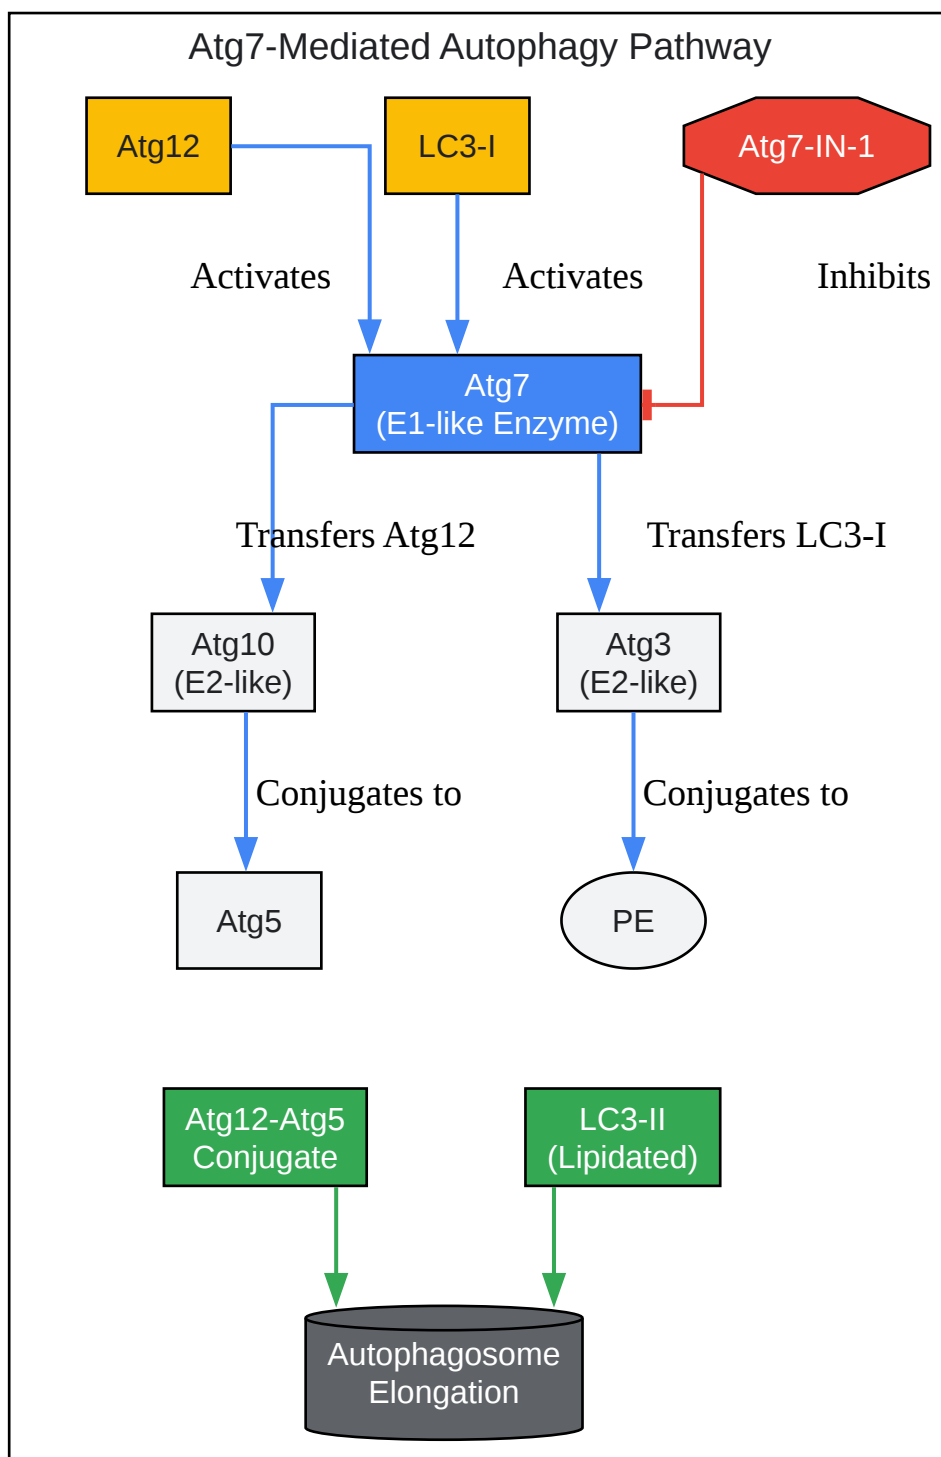 Atg7-Mediated Autophagy Pathway
Atg12
LC3-I
Atg7-IN-1
Activates
Activates
Inhibits
Atg7
(E1-like Enzyme)
Transfers Atg12
Transfers LC3-I
Atg10
(E2-like)
Atg3
(E2-like)
Conjugates to
Conjugates to
Atg5
PE
Atg12-Atg5
Conjugate
LC3-II
(Lipidated)
Autophagosome
Elongation